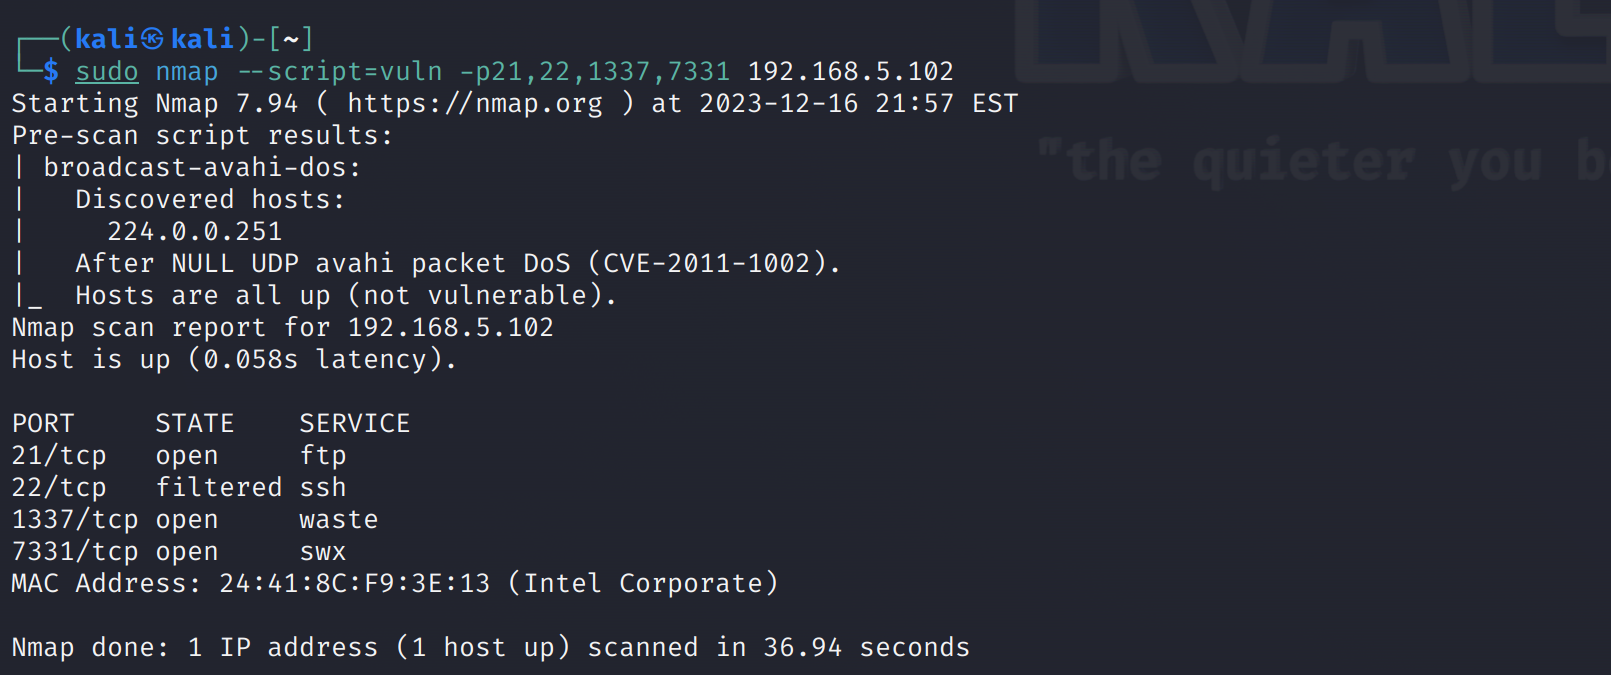 ┌──(kali㉿kali)-[~]
└─$ sudo nmap --script=vuln -p21,22,1337,7331 192.168.5.102
Starting Nmap 7.94 ( https://nmap.org ) at 2023-12-16 21:57 EST
Pre-scan script results:
| broadcast-avahi-dos:
|   Discovered hosts:
|     224.0.0.251
|   After NULL UDP avahi packet DoS (CVE-2011-1002).
|_  Hosts are all up (not vulnerable).
Nmap scan report for 192.168.5.102
Host is up (0.058s latency).
PORT     STATE    SERVICE
21/tcp   open     ftp
22/tcp   filtered ssh
1337/tcp open     waste
7331/tcp open     swx
MAC Address: 24:41:8C:F9:3E:13 (Intel Corporate)
Nmap done: 1 IP address (1 host up) scanned in 36.94 seconds
"the quieter you b